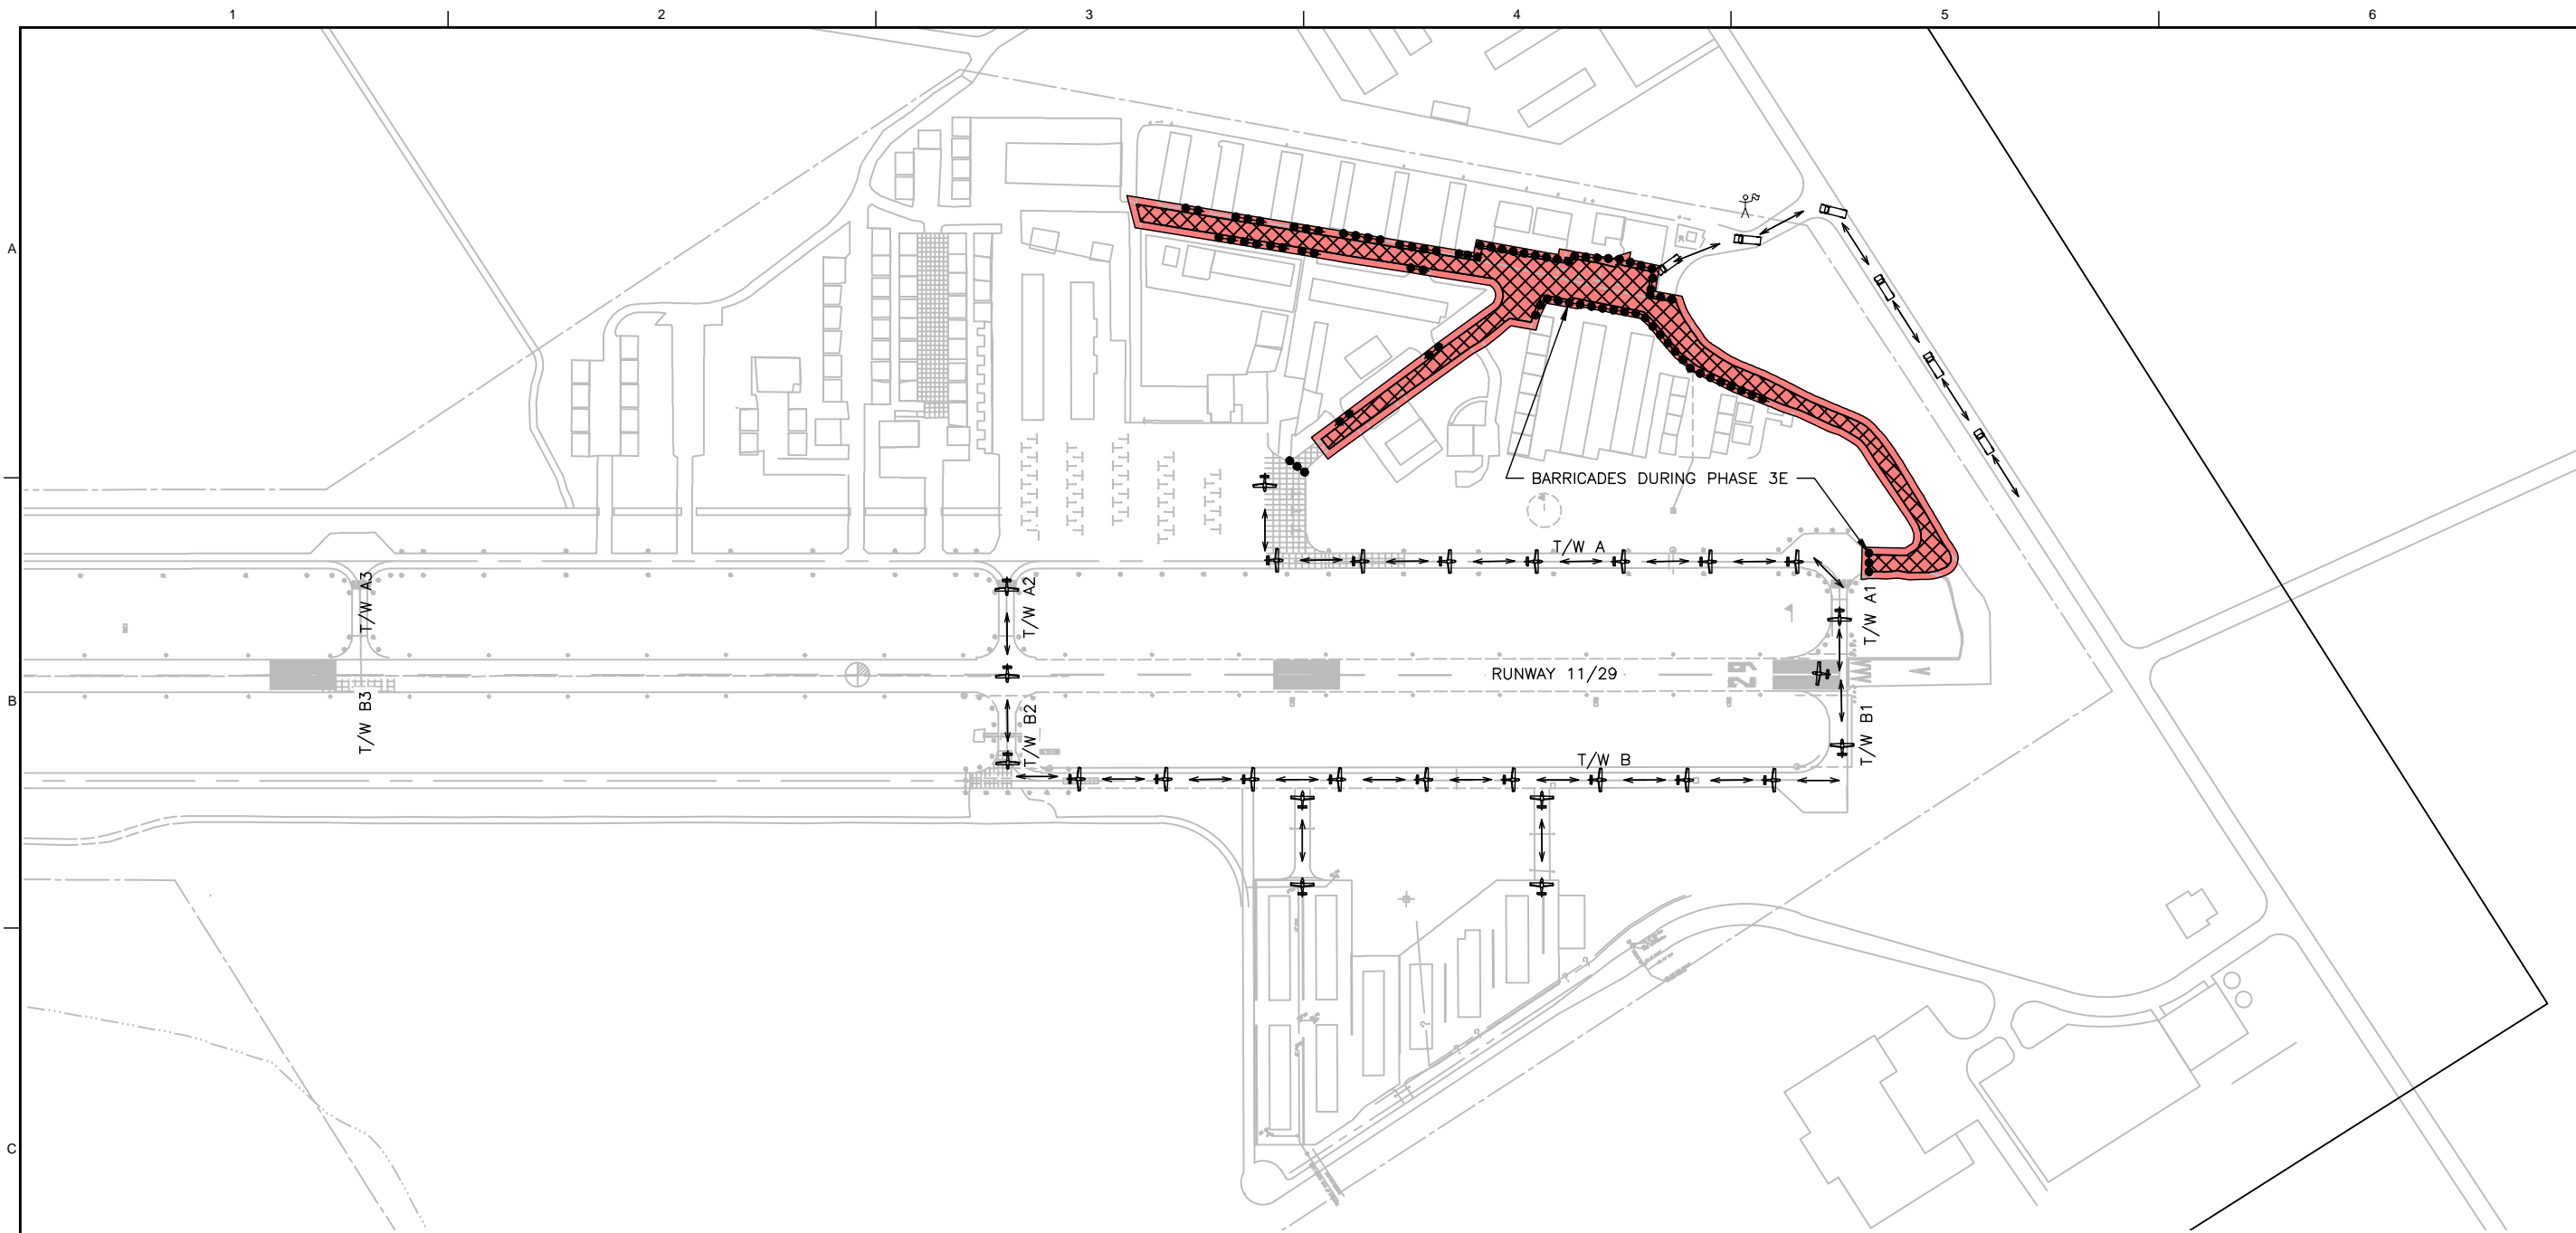 1
2
3
4
5
6
A
BARRICADES DURING PHASE 3E
T/W A
T/W A3
T/W A2
T/W A1
RUNWAY 11/29
29
B
T/W B3
T/W B2
T/W B1
T/W B
C